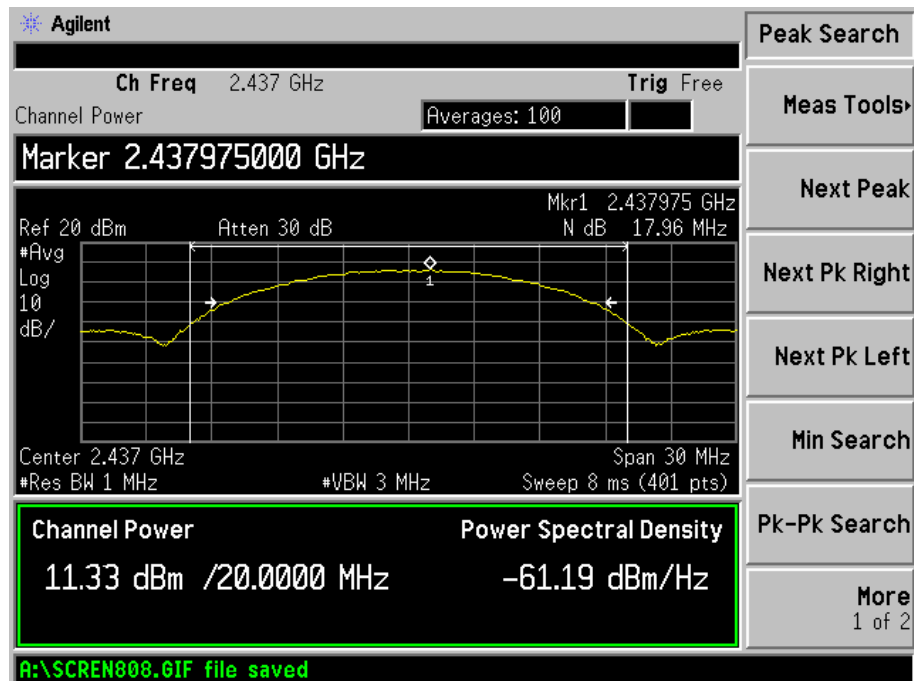 Agilent
Peak Search
Ch Freq 2.437 GHz Trig Free
Channel Power Averages: 100
Meas Tools
Marker 2.437975000 GHz
Mkr1 2.437975 GHz
Ref 20 dBm Atten 30 dB N dB 17.96 MHz
Next Peak
#Avg
Log
10
dB/
1
Next Pk Right
Next Pk Left
Center 2.437 GHz Span 30 MHz
#Res BW 1 MHz #VBW 3 MHz Sweep 8 ms (401 pts)
Min Search
Channel Power Power Spectral Density
11.33 dBm /20.0000 MHz -61.19 dBm/Hz
Pk-Pk Search
More
1 of 2
A:\SCREN808.GIF file saved